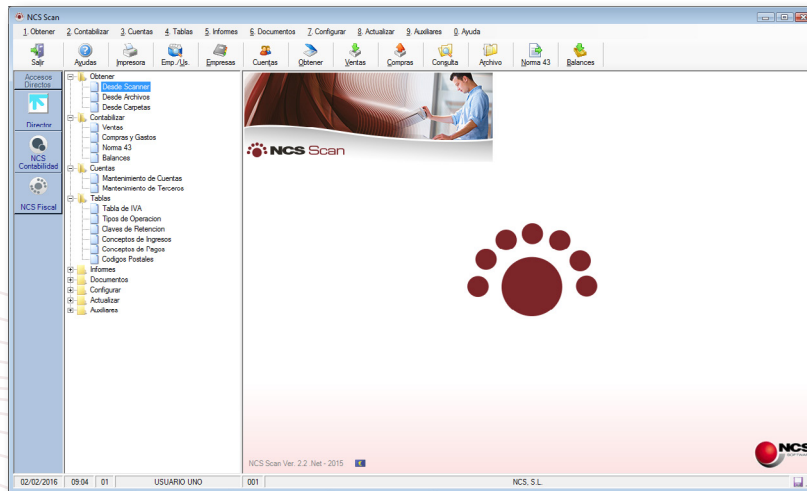 NCS Scan
1. Obtener 2. Contabilizar 3. Cuentas 4. Tablas 5. Informes 6. Documentos 7. Configurar 8. Actualizar 9. Auxiliares 0. Ayuda
Salir Ayudas Impresora Emp./Us. Empresas Cuentas Obtener Ventas Compras Consulta Archivo Norma 43 Balances
Accesos
Directos
Director
NCS
Contabilidad
NCS Fiscal
Obtener
Desde Scanner
Desde Archivos
Desde Carpetas
Contabilizar
Ventas
Compras y Gastos
Norma 43
Balances
Cuentas
Mantenimiento de Cuentas
Mantenimiento de Terceros
Tablas
Tabla de IVA
Tipos de Operacion
Claves de Retencion
Conceptos de Ingresos
Conceptos de Pagos
Codigos Postales
Informes
Documentos
Configurar
Actualizar
Auxiliares
NCS Scan
NCS Scan Ver. 2.2 .Net - 2015
NCS
SOFTWARE
02/02/2016 09:04 01 USUARIO UNO 001 NCS, S.L.